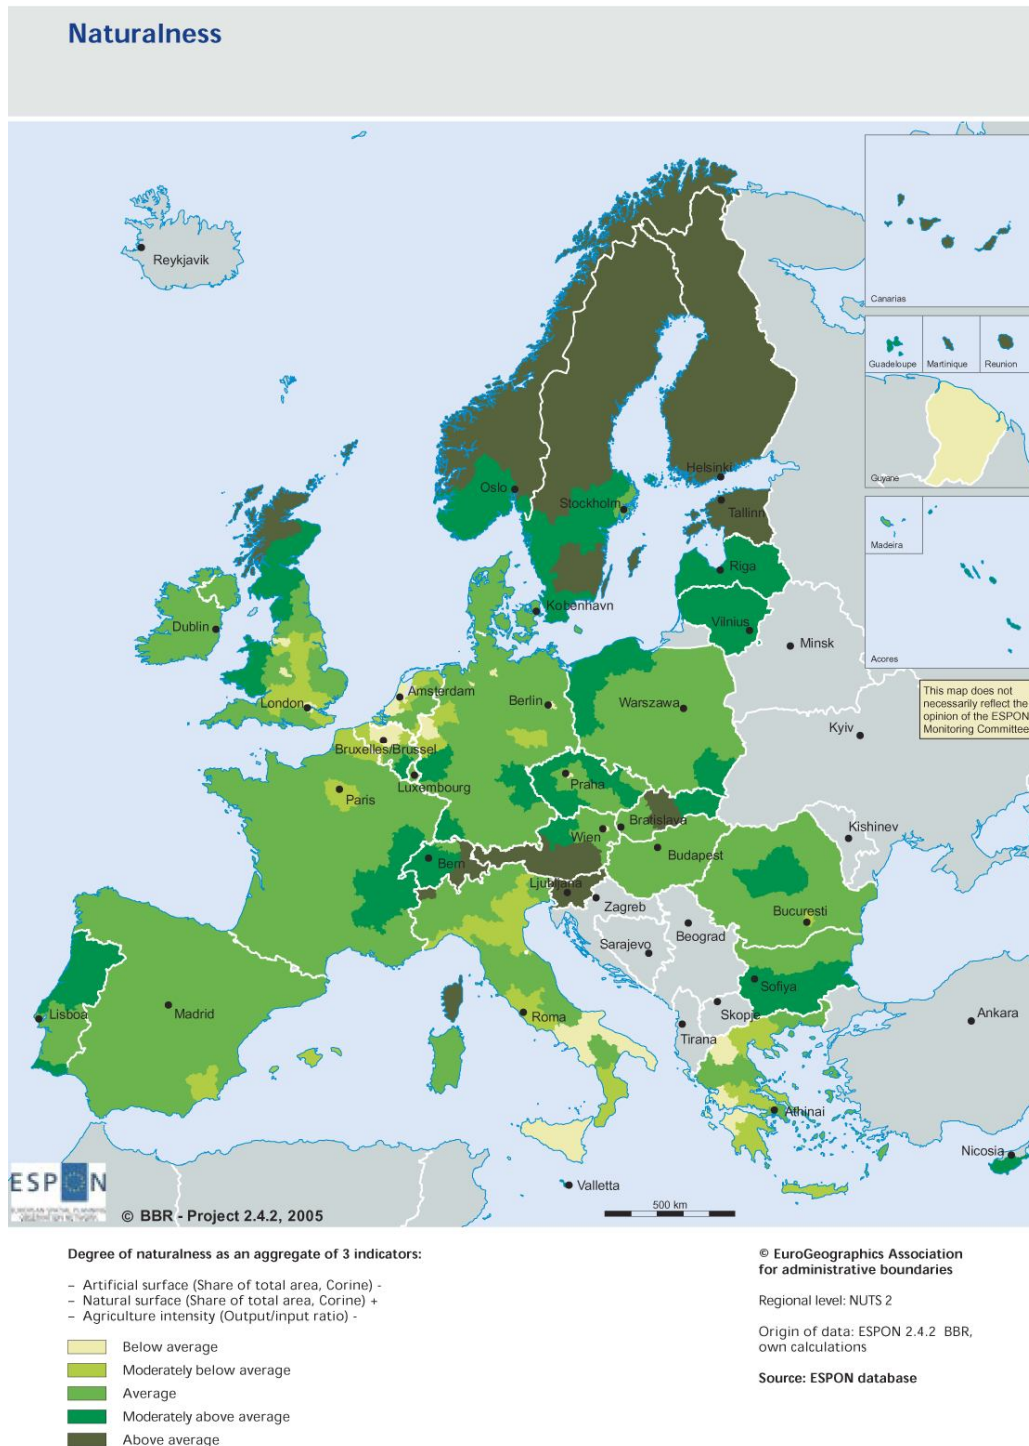 Naturalness
Canarias
Reykjavik
Guadeloupe
Martinique
Reunion
Guyane
Helsinki
Oslo
Stockholm
Tallinn
Madeira
Riga
Kobenhavn
Dublin
Vilnius
Minsk
Acores
Amsterdam
London
Berlin
Warszawa
This map does not
necessarily reflect the
opinion of the ESPON
Monitoring Committee
Kyiv
Bruxelles/Brussel
Praha
Luxembourg
Paris
Kishinev
Bratislava
Wien
Budapest
Bern
Ljubljana
Zagreb
Bucuresti
Beograd
Sarajevo
Sofiya
Skopje
Lisboa
Madrid
Roma
Ankara
Tirana
Athinai
Nicosia
Valletta
500 km
ESPON
© BBR - Project 2.4.2, 2005
Degree of naturalness as an aggregate of 3 indicators:
– Artificial surface (Share of total area, Corine) -
– Natural surface (Share of total area, Corine) +
– Agriculture intensity (Output/input ratio) -
Below average
Moderately below average
Average
Moderately above average
Above average
© EuroGeographics Association
for administrative boundaries
Regional level: NUTS 2
Origin of data: ESPON 2.4.2 BBR,
own calculations
Source: ESPON database